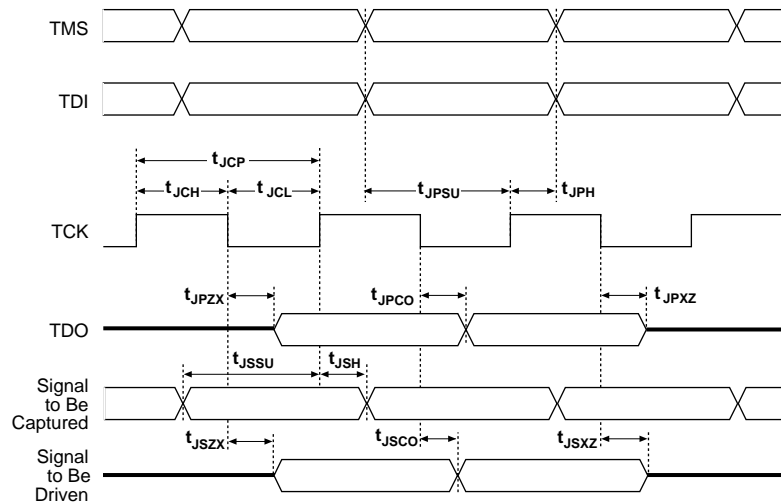 TMS
TDI
tJCP
tJCH
tJCL
tJPSU
tJPH
TCK
tJPZX
tJPCO
tJPXZ
TDO
tJSSU
tJSH
Signal
to Be
Captured
tJSZX
tJSCO
tJSXZ
Signal
to Be
Driven